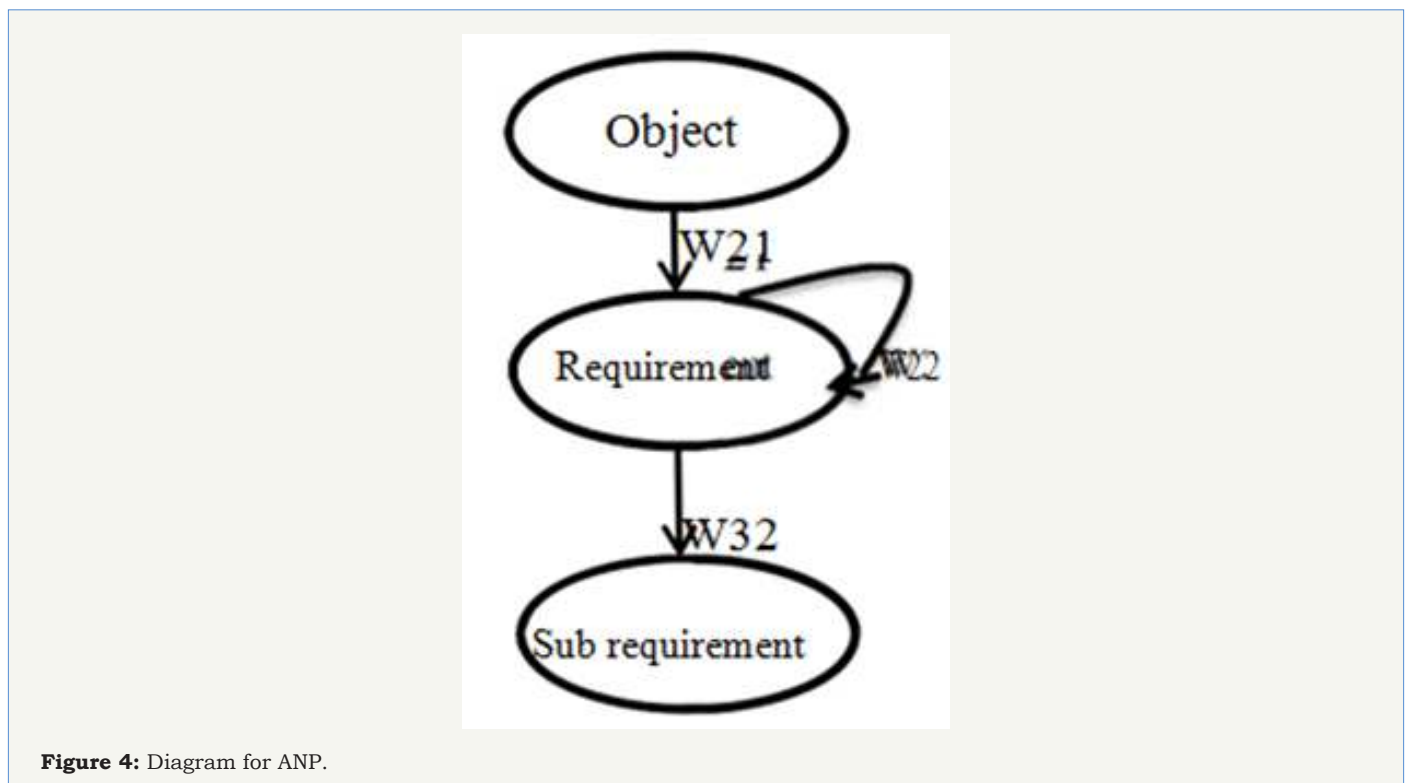 Object
W21
Requirement
W22
W32
Sub requirement
Figure 4: Diagram for ANP.